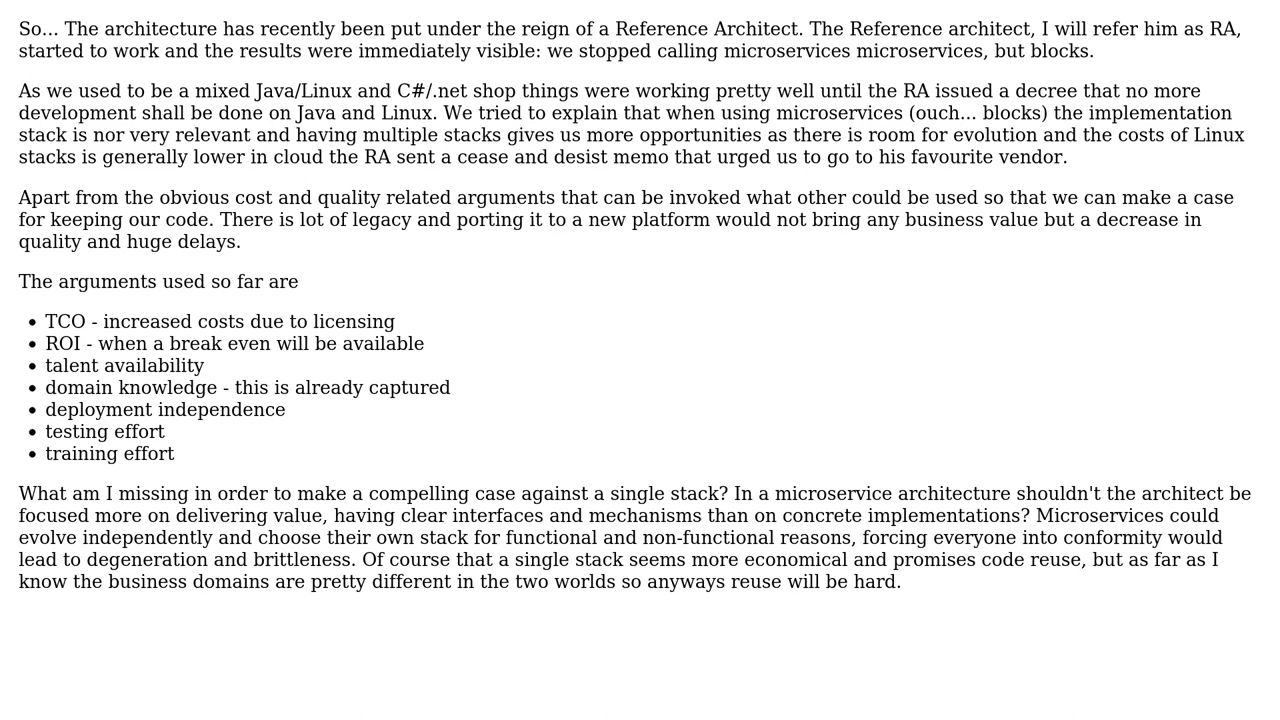 So... The architecture has recently been put under the reign of a Reference Architect. The Reference architect, I will refer him as RA,
started to work and the results were immediately visible: we stopped calling microservices microservices, but blocks.
As we used to be a mixed Java/Linux and C#/.net shop things were working pretty well until the RA issued a decree that no more
development shall be done on Java and Linux. We tried to explain that when using microservices (ouch... blocks) the implementation
stack is nor very relevant and having multiple stacks gives us more opportunities as there is room for evolution and the costs of Linux
stacks is generally lower in cloud the RA sent a cease and desist memo that urged us to go to his favourite vendor.
Apart from the obvious cost and quality related arguments that can be invoked what other could be used so that we can make a case
for keeping our code. There is lot of legacy and porting it to a new platform would not bring any business value but a decrease in
quality and huge delays.
The arguments used so far are
• TCO - increased costs due to licensing
• ROI - when a break even will be available
• talent availability
• domain knowledge - this is already captured
• deployment independence
• testing effort
• training effort
What am I missing in order to make a compelling case against a single stack? In a microservice architecture shouldn't the architect be
focused more on delivering value, having clear interfaces and mechanisms than on concrete implementations? Microservices could
evolve independently and choose their own stack for functional and non-functional reasons, forcing everyone into conformity would
lead to degeneration and brittleness. Of course that a single stack seems more economical and promises code reuse, but as far as I
know the business domains are pretty different in the two worlds so anyways reuse will be hard.